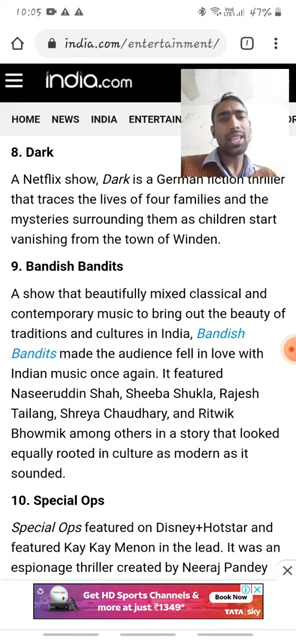 10:05
47%
india.com/entertainment/
india.com
HOME NEWS INDIA ENTERTAIN
8. Dark
A Netflix show, Dark is a German fiction thriller
that traces the lives of four families and the
mysteries surrounding them as children start
vanishing from the town of Winden.
9. Bandish Bandits
A show that beautifully mixed classical and
contemporary music to bring out the beauty of
traditions and cultures in India, Bandish
Bandits made the audience fell in love with
Indian music once again. It featured
Naseeruddin Shah, Sheeba Shukla, Rajesh
Tailang, Shreya Chaudhary, and Ritwik
Bhowmik among others in a story that looked
equally rooted in culture as modern as it
sounded.
10. Special Ops
Special Ops featured on Disney+Hotstar and
featured Kay Kay Menon in the lead. It was an
espionage thriller created by Neeraj Pandey
Get HD Sports Channels &
more at just ₹1349*
Book Now
TATA sky